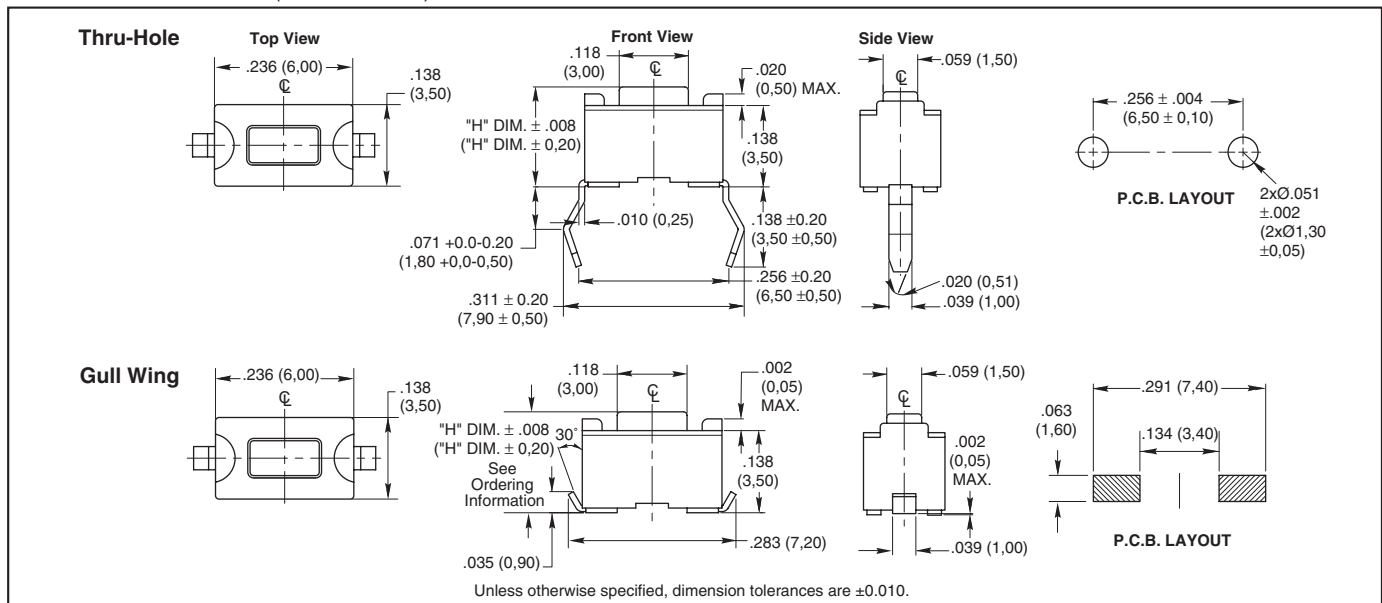 Thru-Hole
Top View
.236 (6,00)
℄
.138
(3,50)
Front View
.118
(3,00)
℄
.020
(0,50) MAX.
"H" DIM. ± .008
("H" DIM. ± 0,20)
.138
(3,50)
.010 (0,25)
.071 +0.0-0.20
(1,80 +0,0-0,50)
.138 ±0.20
(3,50 ±0,50)
.256 ±0.20
(6,50 ±0,50)
.311 ± 0.20
(7,90 ± 0,50)
Side View
.059 (1,50)
℄
.020 (0,51)
.039 (1,00)
.256 ± .004
(6,50 ± 0,10)
P.C.B. LAYOUT
2xØ.051
±.002
(2xØ1,30
±0,05)
Gull Wing
.236 (6,00)
℄
.138
(3,50)
.118
(3,00)
℄
.002
(0,05)
MAX.
"H" DIM. ± .008
("H" DIM. ± 0,20)
30°
See
Ordering
Information
.138
(3,50)
.283 (7,20)
.035 (0,90)
.059 (1,50)
℄
.002
(0,05)
MAX.
.039 (1,00)
.291 (7,40)
.063
(1,60)
.134 (3,40)
P.C.B. LAYOUT
Unless otherwise specified, dimension tolerances are ±0.010.